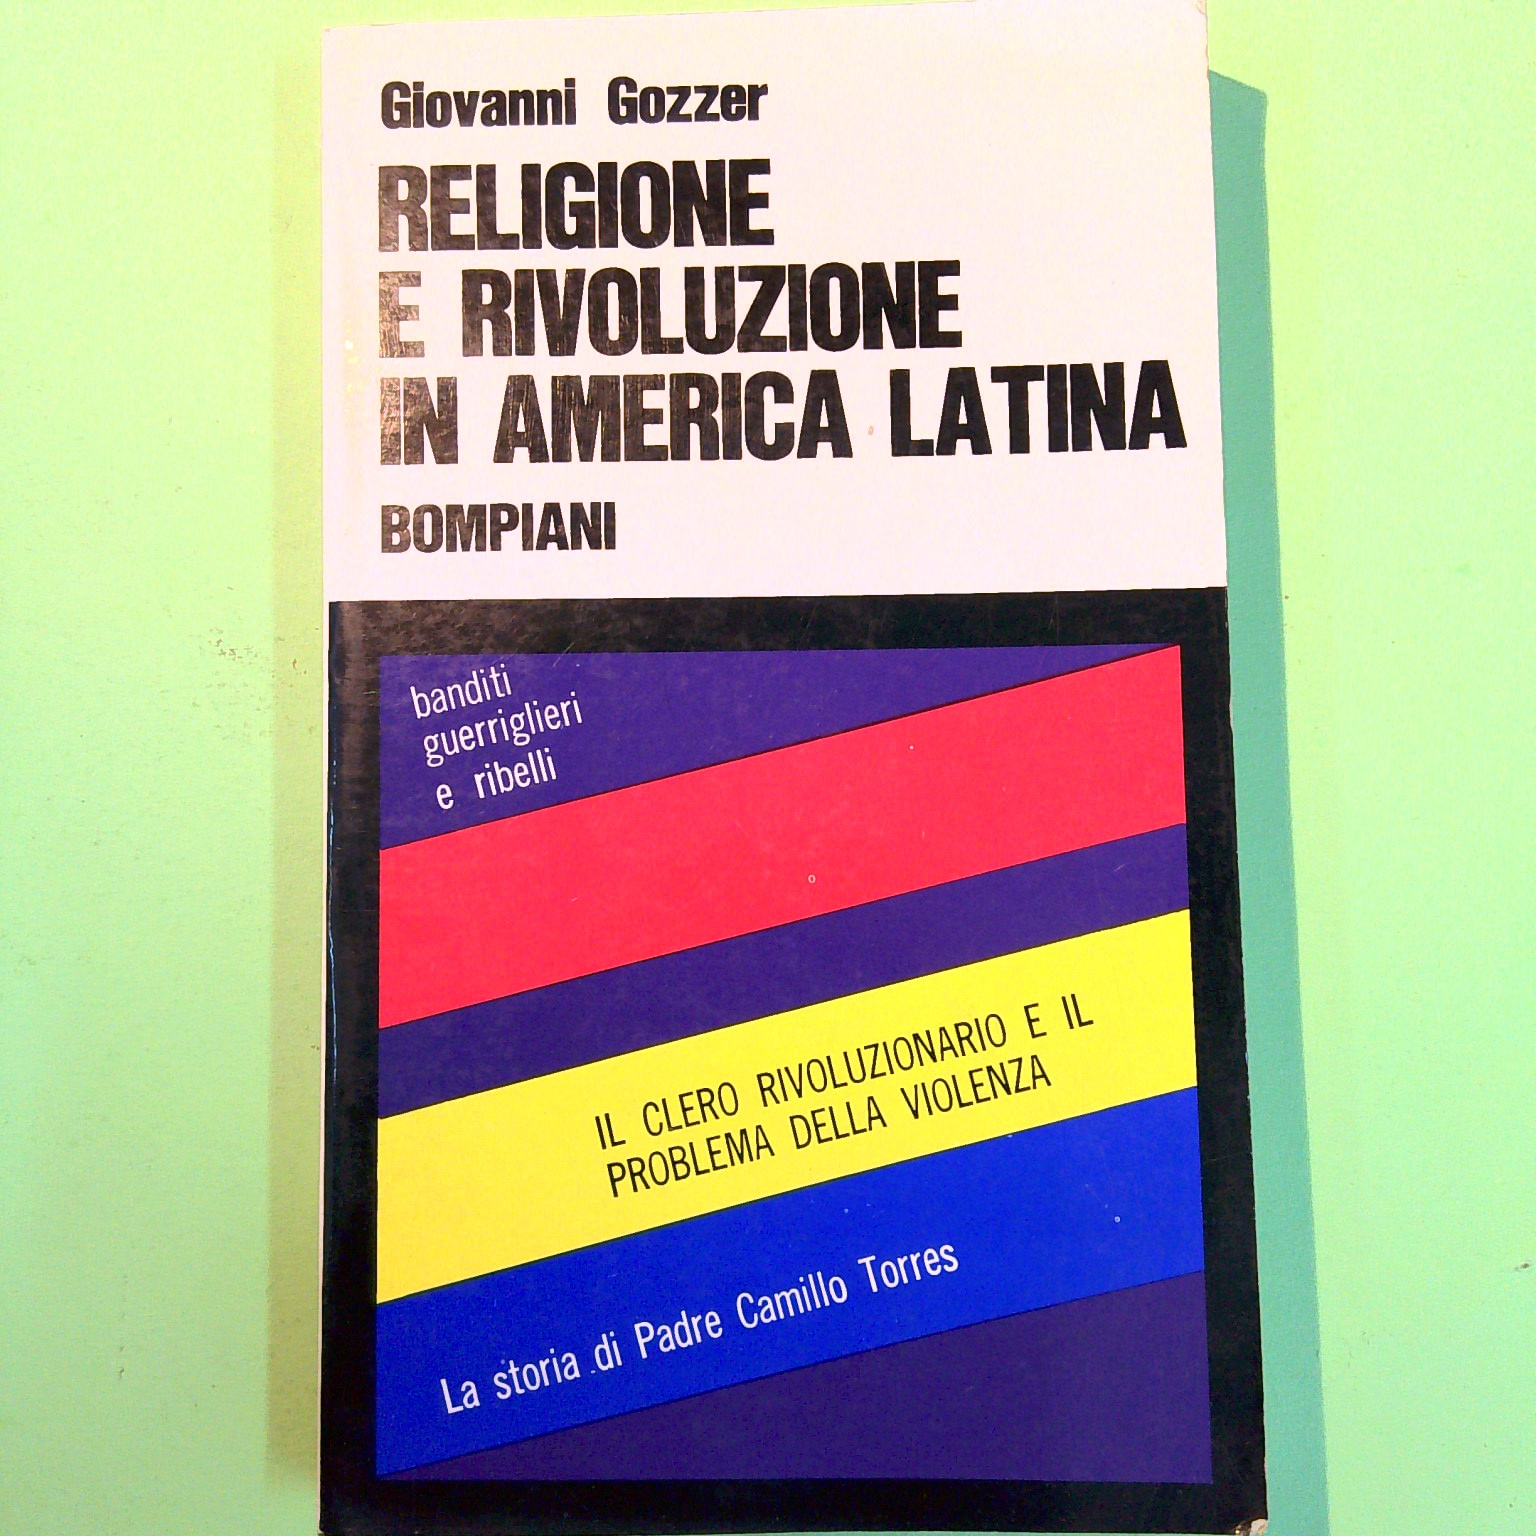 Giovanni Gozzer
RELIGIONE
E RIVOLUZIONE
IN AMERICA LATINA
BOMPIANI
banditi
guerriglieri
e ribelli
IL CLERO RIVOLUZIONARIO E IL
PROBLEMA DELLA VIOLENZA
La storia di Padre Camillo Torres